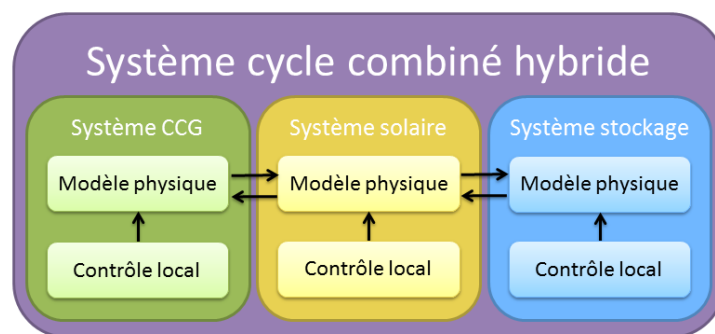 Système cycle combiné hybride
Système CCG
Système solaire
Système stockage
Modèle physique
Modèle physique
Modèle physique
Contrôle local
Contrôle local
Contrôle local